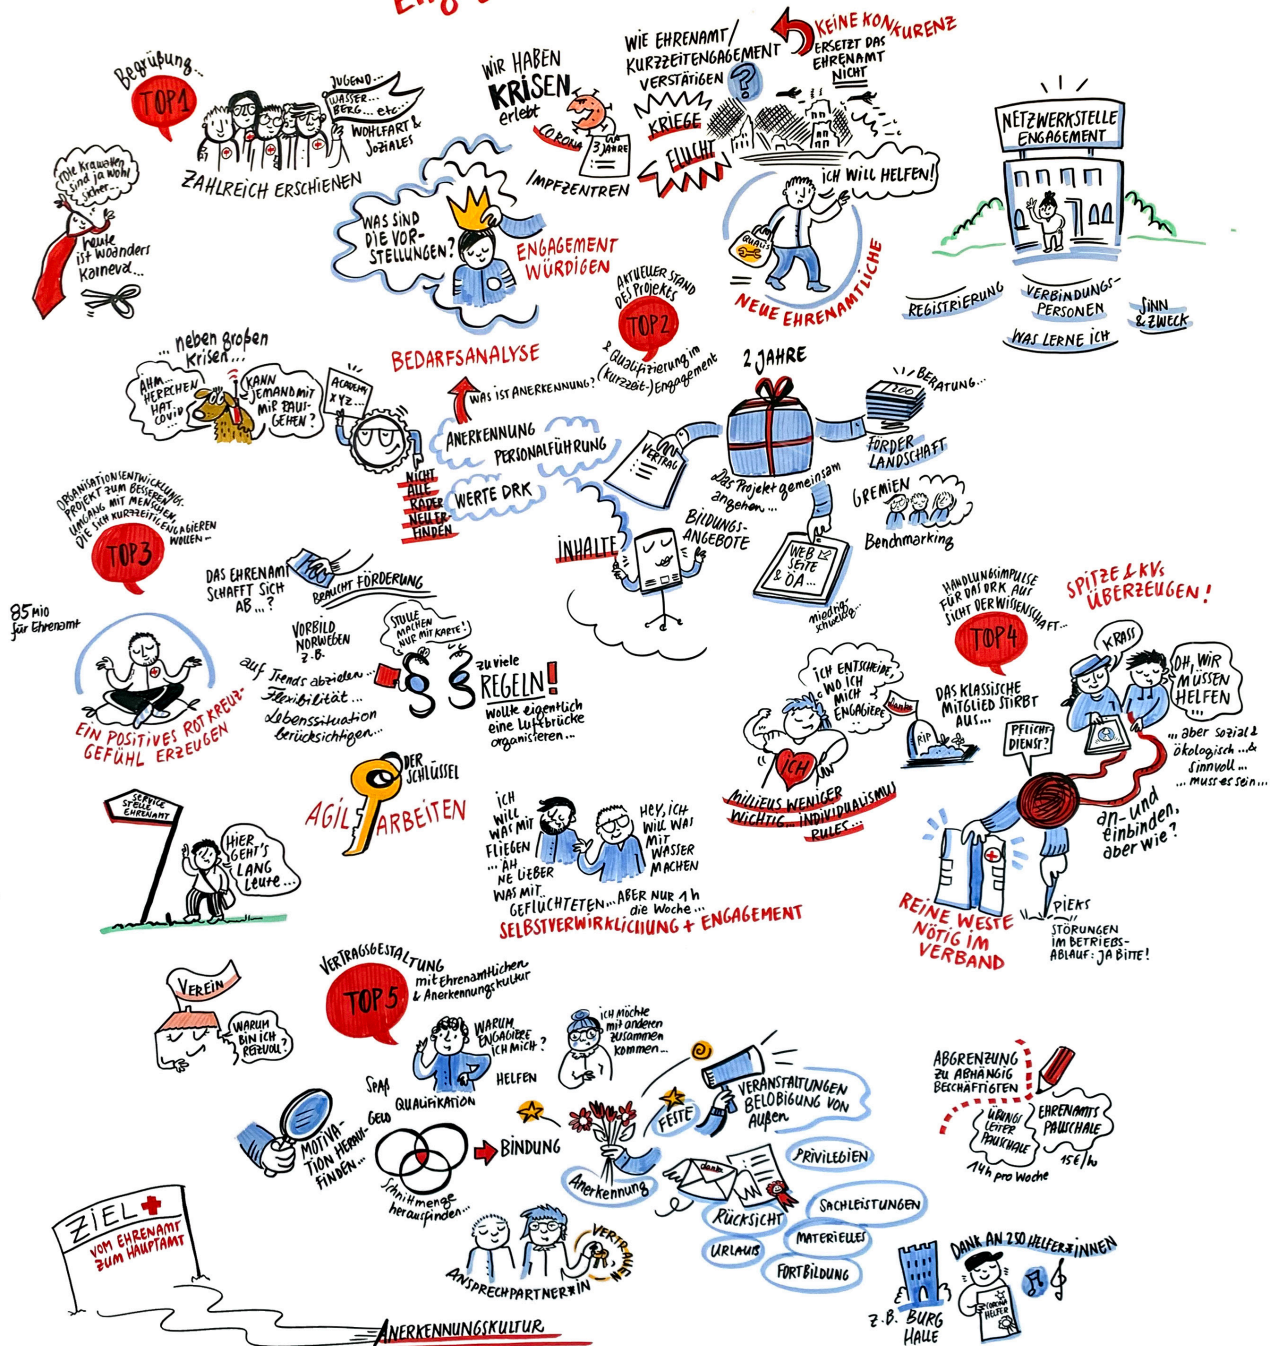 Begrüßung...
TOP 1
JUGEND...
WASSER...
BERG... etc.
WOHLFART &
SOZIALES
ZAHLREICH ERSCHIENEN
rote Krawatten
sind ja wohl
sicher...
heute
ist woanders
Karneval...
WIR HABEN
KRISEN
erlebt
CORONA
3 JAHRE
IMPFZENTREN
WIE EHRENAMT/
KURZZEITENGAGEMENT
VERSTÄTIGEN
?
KRIEGE
FLUCHT
KEINE KONKURENZ
ERSETZT DAS
EHRENAMT
NICHT
ICH WILL HELFEN!
QUALIS
NEUE EHRENAMTLICHE
NETZWERKSTELLE
ENGAGEMENT
REGISTRIERUNG
VERBINDUNGS-
PERSONEN
SINN
& ZWECK
WAS LERNE ICH
WAS SIND
DIE VOR-
STELLUNGEN?
ENGAGEMENT
WÜRDIGEN
BEDARFSANALYSE
WAS IST ANERKENNUNG?
AKTUELLER STAND
DES PROJEKTS
TOP 2
& Qualifizierung im
(Kurzzeit-) Engagement
... neben großen
Krisen...
ÄHM...
HERRCHEN
HAT
COVID...
KANN
JEMAND MIT
MIR RAUS-
GEHEN?
ACADEMY
XYZ...
NICHT
ALLE
RÄDER
NEU ER-
FINDEN
ANERKENNUNG
PERSONALFÜHRUNG
WERTE DRK
2 JAHRE
VERTRAG
Das Projekt gemeinsam
angehen...
200
BERATUNG...
FÖRDER
LANDSCHAFT
GREMIEN
Benchmarking
WEB
SEITE
& ÖA...
niedrig-
schwellig...
INHALTE
BILDUNGS-
ANGEBOTE
ORGANISATIONSENTWICKLUNGS-
PROJEKT ZUM BESSEREN
UMGANG MIT MENSCHEN,
DIE SICH KURZZEITIG ENGAGIEREN
WOLLEN-
TOP 3
85 Mio
für Ehrenamt
EIN POSITIVES ROTKREUZ-
GEFÜHL ERZEUGEN
DAS EHRENAMT
SCHAFFT SICH
AB...?
BRAUCHT FÖRDERUNG
VORBILD
NORWEGEN
Z.B.
auf Trends abzielen...
Flexibilität...
Lebenssituation
berücksichtigen...
STULLE
MACHEN
NUR MIT KARTE!
§ §
zu viele
REGELN!
Wollte eigentlich
eine Luftbrücke
organisieren...
DER
SCHLÜSSEL
AGIL ARBEITEN
SERVICE
STELLE
EHRENAMT
HIER
GEHT'S
LANG
Leute...
ICH
WILL
WAS MIT
FLIEGEN
... ÄH
NE LIEBER
WAS MIT..
GEFLÜCHTETEN...
Hey, ich
WILL WAS
MIT
WASSER
MACHEN
ABER NUR 1h
die Woche...
SELBSTVERWIRKLICHUNG + ENGAGEMENT
HANDLUNGSIMPULSE
FÜR DAS DRK AUS
SICHT DER WISSENSCHAFT...
TOP 4
SPITZE & KVs
ÜBERZEUGEN!
KRASS
OH, WIR
MÜSSEN
HELFEN
...
... aber sozial &
ökologisch...&
sinnvoll...
... muss es sein...
ICH ENTSCHEIDE,
WO ICH
MICH
ENGAGIERE
ICH
MILIEUS WENIGER
WICHTIG... INDIVIDUALISMUS
RULES...
Danke
RIP
DAS KLASSISCHE
MITGLIED STIRBT
AUS...
PFLICHT-
DIENST?
an- und
einbinden,
aber wie?
REINE WESTE
NÖTIG IM
VERBAND
PIEKS
STÖRUNGEN
IM BETRIEBS-
ABLAUF: JA BITTE!
VERTRAGSGESTALTUNG
TOP 5
mit Ehrenamtlichen
& Anerkennungskultur
VEREIN
WARUM
BIN ICH
REIZVOLL?
WARUM
ENGAGIERE
ICH MICH?
HELFEN
SPAß
QUALIFIKATION
GELD
MOTIVA-
TION HERAUS-
FINDEN...
Schnittmenge
herausfinden...
BINDUNG
ICH MÖCHTE
mit anderen
zusammen
kommen...
Anerkennung
FESTE
VERANSTALTUNGEN
BELOBIGUNG VON
Außen
danke
PRIVILEGIEN
SACHLEISTUNGEN
RÜCKSICHT
MATERIELLES
URLAUB
FORTBILDUNG
VERTRAUEN
ANSPRECHPARTNER*IN
ABGRENZUNG
ZU ABHÄNGIG
BESCHÄFTIGTEN
ÜBUNGS
LEITER
PAUSCHALE
14h pro Woche
EHRENAMTS
PAUSCHALE
15€/h
ZIEL
VOM EHRENAMT
ZUM HAUPTAMT
ANERKENNUNGSKULTUR
DANK AN 250 HELFER*INNEN
CORONA
HELFER
z.B. BURG
HALLE